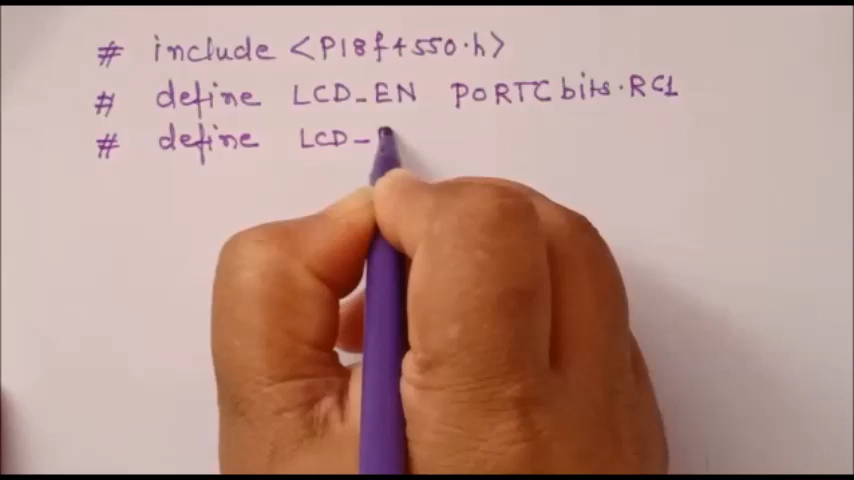 # include <P18f4550.h>
# define LCD_EN PORTCbits.RC1
# define LCD_